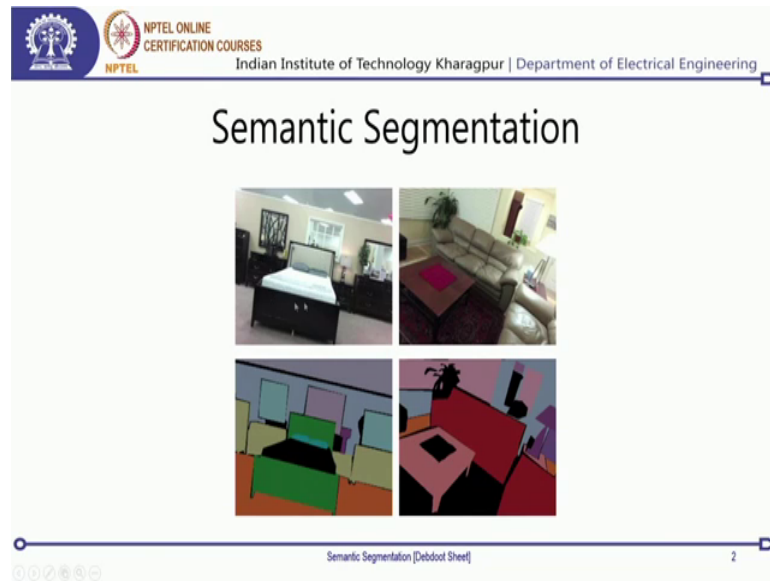 NPTEL ONLINE
CERTIFICATION COURSES
NPTEL
Indian Institute of Technology Kharagpur | Department of Electrical Engineering
Semantic Segmentation
Semantic Segmentation [Debdoot Sheet]
2